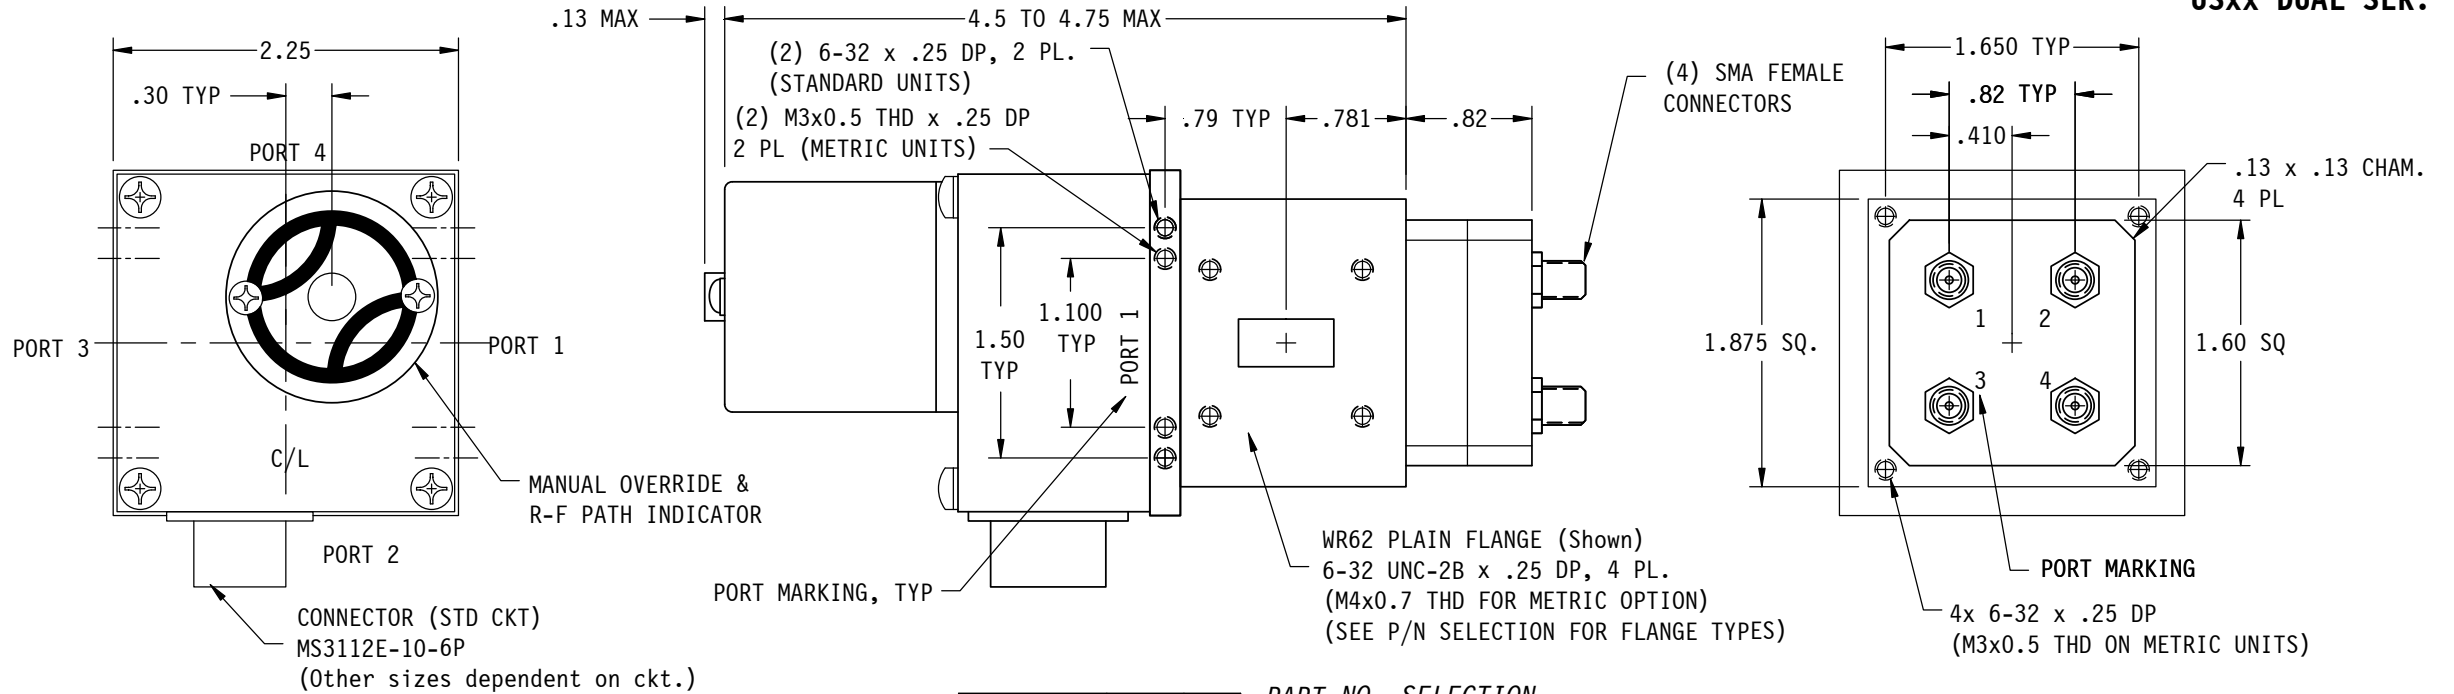 2.25
.30 TYP
PORT 4
PORT 3
PORT 1
C/L
MANUAL OVERRIDE &
R-F PATH INDICATOR
PORT 2
CONNECTOR (STD CKT)
MS3112E-10-6P
(Other sizes dependent on ckt.)
.13 MAX
4.5 TO 4.75 MAX
(2) 6-32 x .25 DP, 2 PL.
(STANDARD UNITS)
(2) M3x0.5 THD x .25 DP
2 PL (METRIC UNITS)
.79 TYP
.781
.82
(4) SMA FEMALE
CONNECTORS
1.50
TYP
1.100
TYP
PORT 1
PORT MARKING, TYP
WR62 PLAIN FLANGE (Shown)
6-32 UNC-2B x .25 DP, 4 PL.
(M4x0.7 THD FOR METRIC OPTION)
(SEE P/N SELECTION FOR FLANGE TYPES)
1.650 TYP
.82 TYP
.410
.13 x .13 CHAM.
4 PL
1.875 SQ.
1 2
3 4
1.60 SQ
PORT MARKING
4x 6-32 x .25 DP
(M3x0.5 THD ON METRIC UNITS)
PART NO. SELECTION